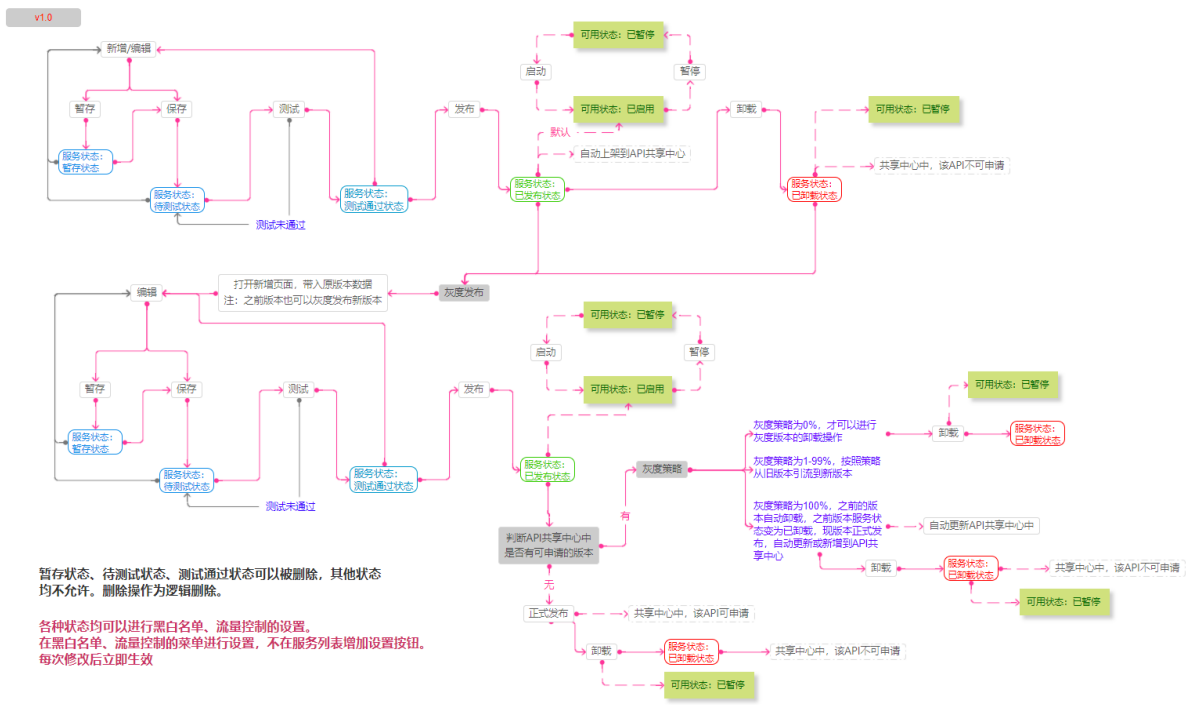 v1.0
新增/编辑
暂存
保存
服务状态：
暂存状态
服务状态：
待测试状态
测试
测试未通过
服务状态：
测试通过状态
发布
可用状态：已暂停
启动
暂停
可用状态：已启用
默认
自动上架到API共享中心
服务状态：
已发布状态
卸载
可用状态：已暂停
共享中心中，该API不可申请
服务状态：
已卸载状态
灰度发布
打开新增页面，带入原版本数据
注：之前版本也可以灰度发布新版本
编辑
暂存
保存
服务状态：
暂存状态
服务状态：
待测试状态
测试
测试未通过
服务状态：
测试通过状态
发布
可用状态：已暂停
启动
暂停
可用状态：已启用
服务状态：
已发布状态
判断API共享中心中
是否有可申请的版本
有
灰度策略
灰度策略为0%，才可以进行
灰度版本的卸载操作
卸载
可用状态：已暂停
服务状态：
已卸载状态
灰度策略为1-99%，按照策略
从旧版本引流到新版本
灰度策略为100%，之前的版
本自动卸载，之前版本服务状
态变为已卸载，现版本正式发
布，自动更新或新增到API共
享中心
自动更新API共享中心中
卸载
服务状态：
已卸载状态
共享中心中，该API不可申请
可用状态：已暂停
无
正式发布
共享中心中，该API可申请
卸载
服务状态：
已卸载状态
共享中心中，该API不可申请
可用状态：已暂停
暂存状态、待测试状态、测试通过状态可以被删除，其他状态
均不允许。删除操作为逻辑删除。
各种状态均可以进行黑白名单、流量控制的设置。
在黑白名单、流量控制的菜单进行设置，不在服务列表增加设置按钮。
每次修改后立即生效